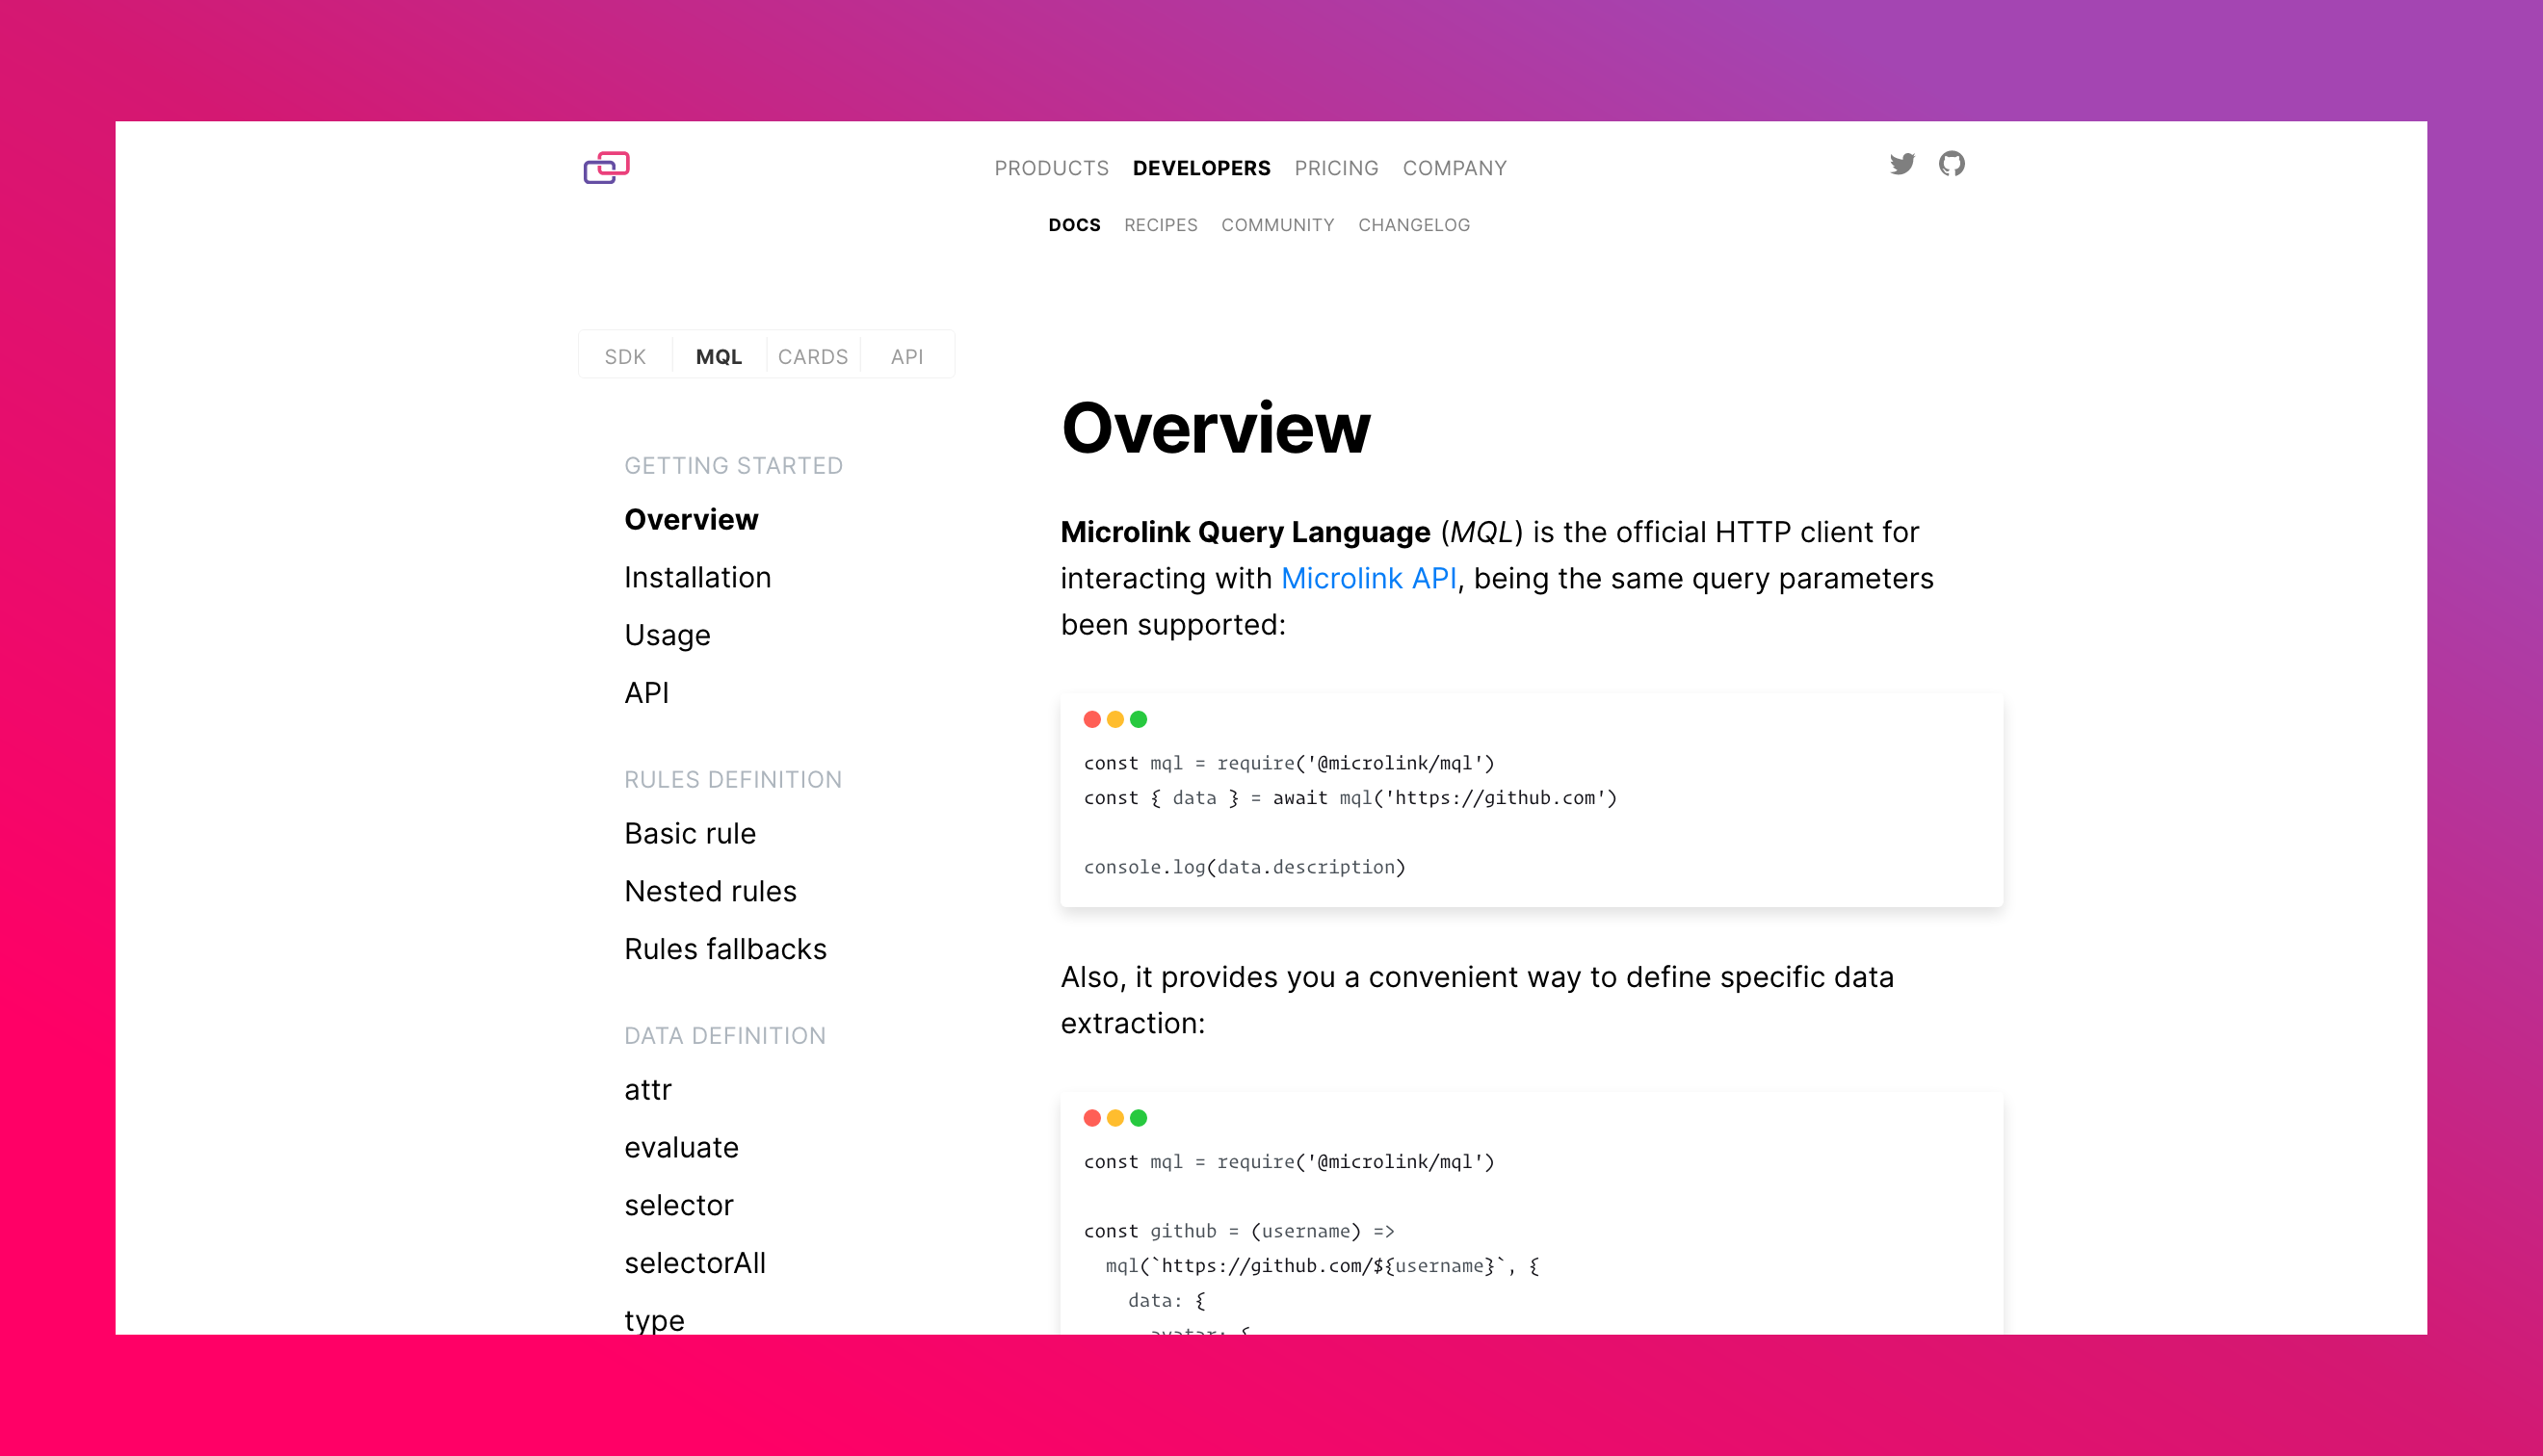 PRODUCTS DEVELOPERS PRICING COMPANY
DOCS RECIPES COMMUNITY CHANGELOG
SDK MQL CARDS API
GETTING STARTED
Overview
Installation
Usage
API
RULES DEFINITION
Basic rule
Nested rules
Rules fallbacks
DATA DEFINITION
attr
evaluate
selector
selectorAll
type
Overview
Microlink Query Language (MQL) is the official HTTP client for
interacting with Microlink API, being the same query parameters
been supported:
const mql = require('@microlink/mql')
const { data } = await mql('https://github.com')
console.log(data.description)
Also, it provides you a convenient way to define specific data
extraction:
const mql = require('@microlink/mql')
const github = (username) =>
mql(`https://github.com/${username}`, {
data: {
avatar: {